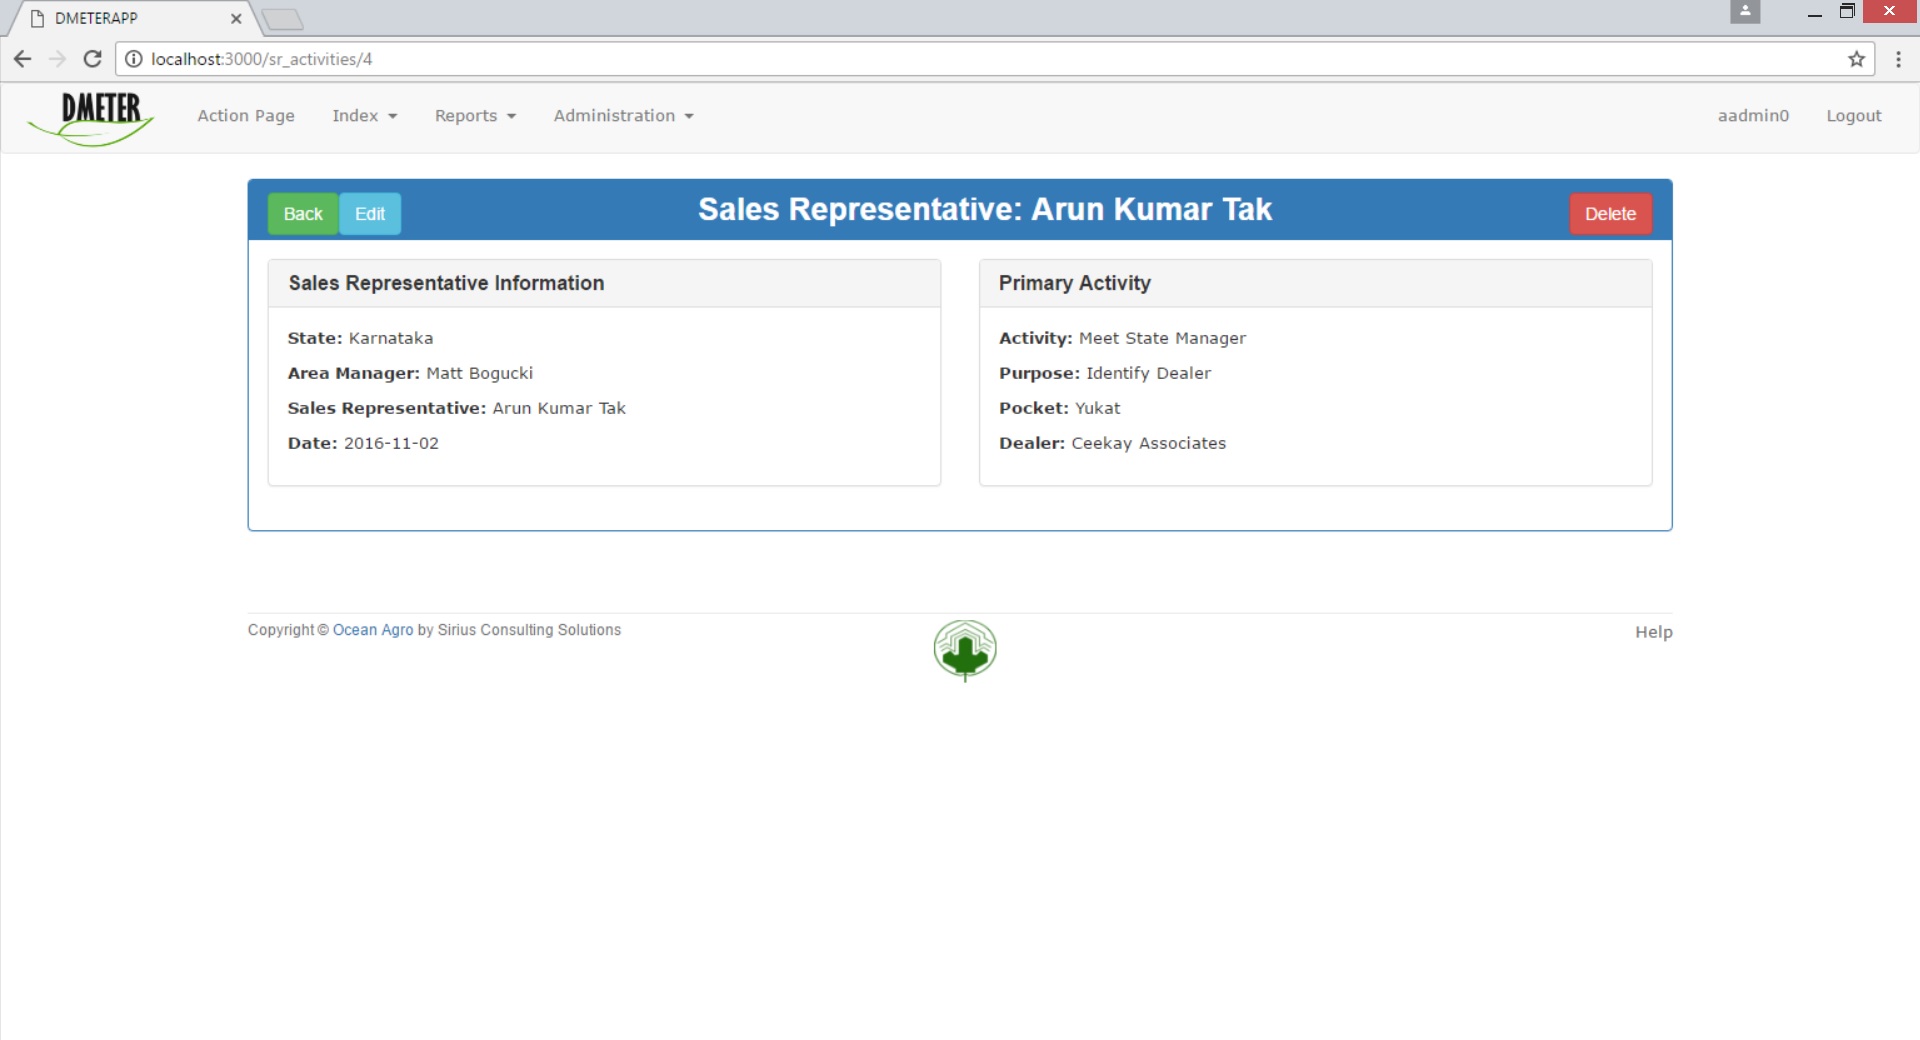 DMETERAPP
localhost:3000/sr_activities/4
DMETER
Action Page
Index
Reports
Administration
aadmin0
Logout
Back
Edit
Sales Representative: Arun Kumar Tak
Delete
Sales Representative Information
State: Karnataka
Area Manager: Matt Bogucki
Sales Representative: Arun Kumar Tak
Date: 2016-11-02
Primary Activity
Activity: Meet State Manager
Purpose: Identify Dealer
Pocket: Yukat
Dealer: Ceekay Associates
Copyright © Ocean Agro by Sirius Consulting Solutions
Help